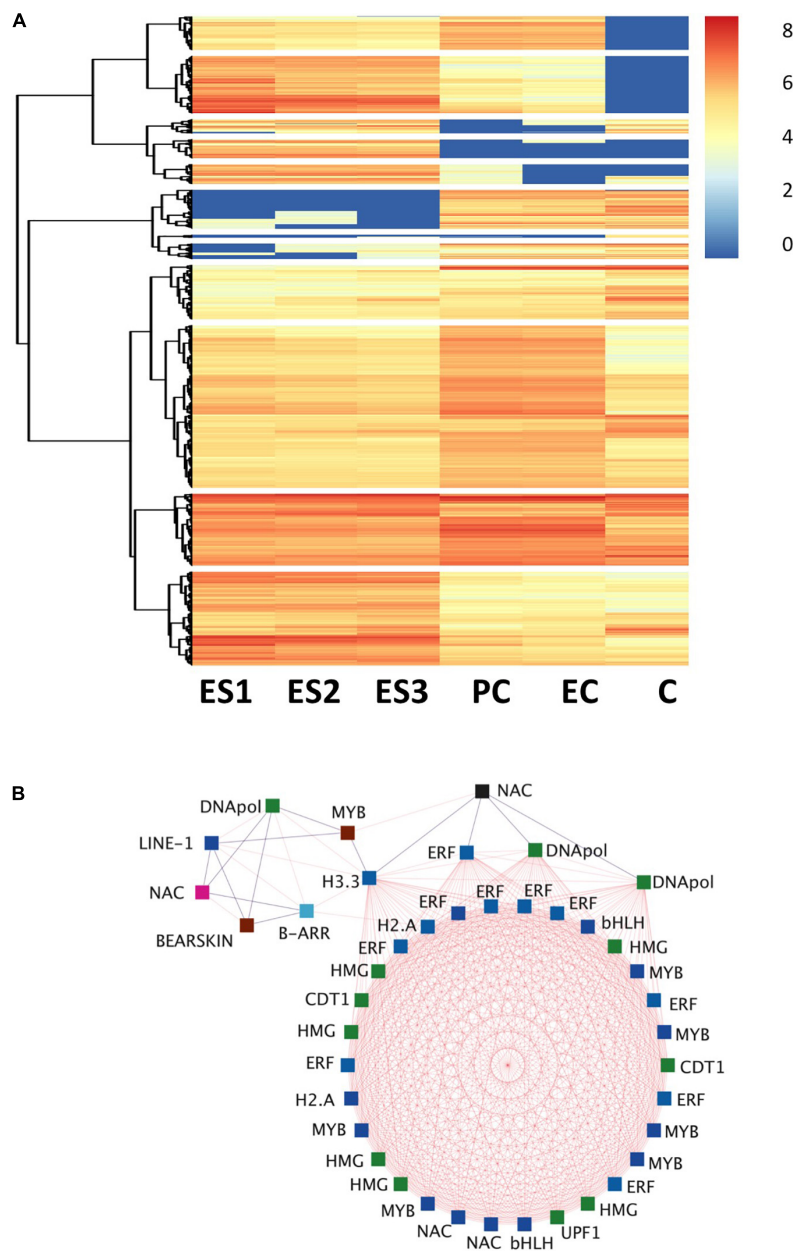 A
8
6
4
2
0
ES1 ES2 ES3 PC EC C
B
NAC
DNApol
MYB
LINE-1
ERF
DNApol
H3.3
DNApol
NAC
ERF
ERF
ERF
ERF
BEARSKIN
B-ARR
H2.A
bHLH
ERF
HMG
HMG
MYB
CDT1
ERF
HMG
MYB
ERF
CDT1
H2.A
ERF
MYB
MYB
HMG
MYB
HMG
ERF
MYB
HMG
NAC
UPF1
NAC
bHLH